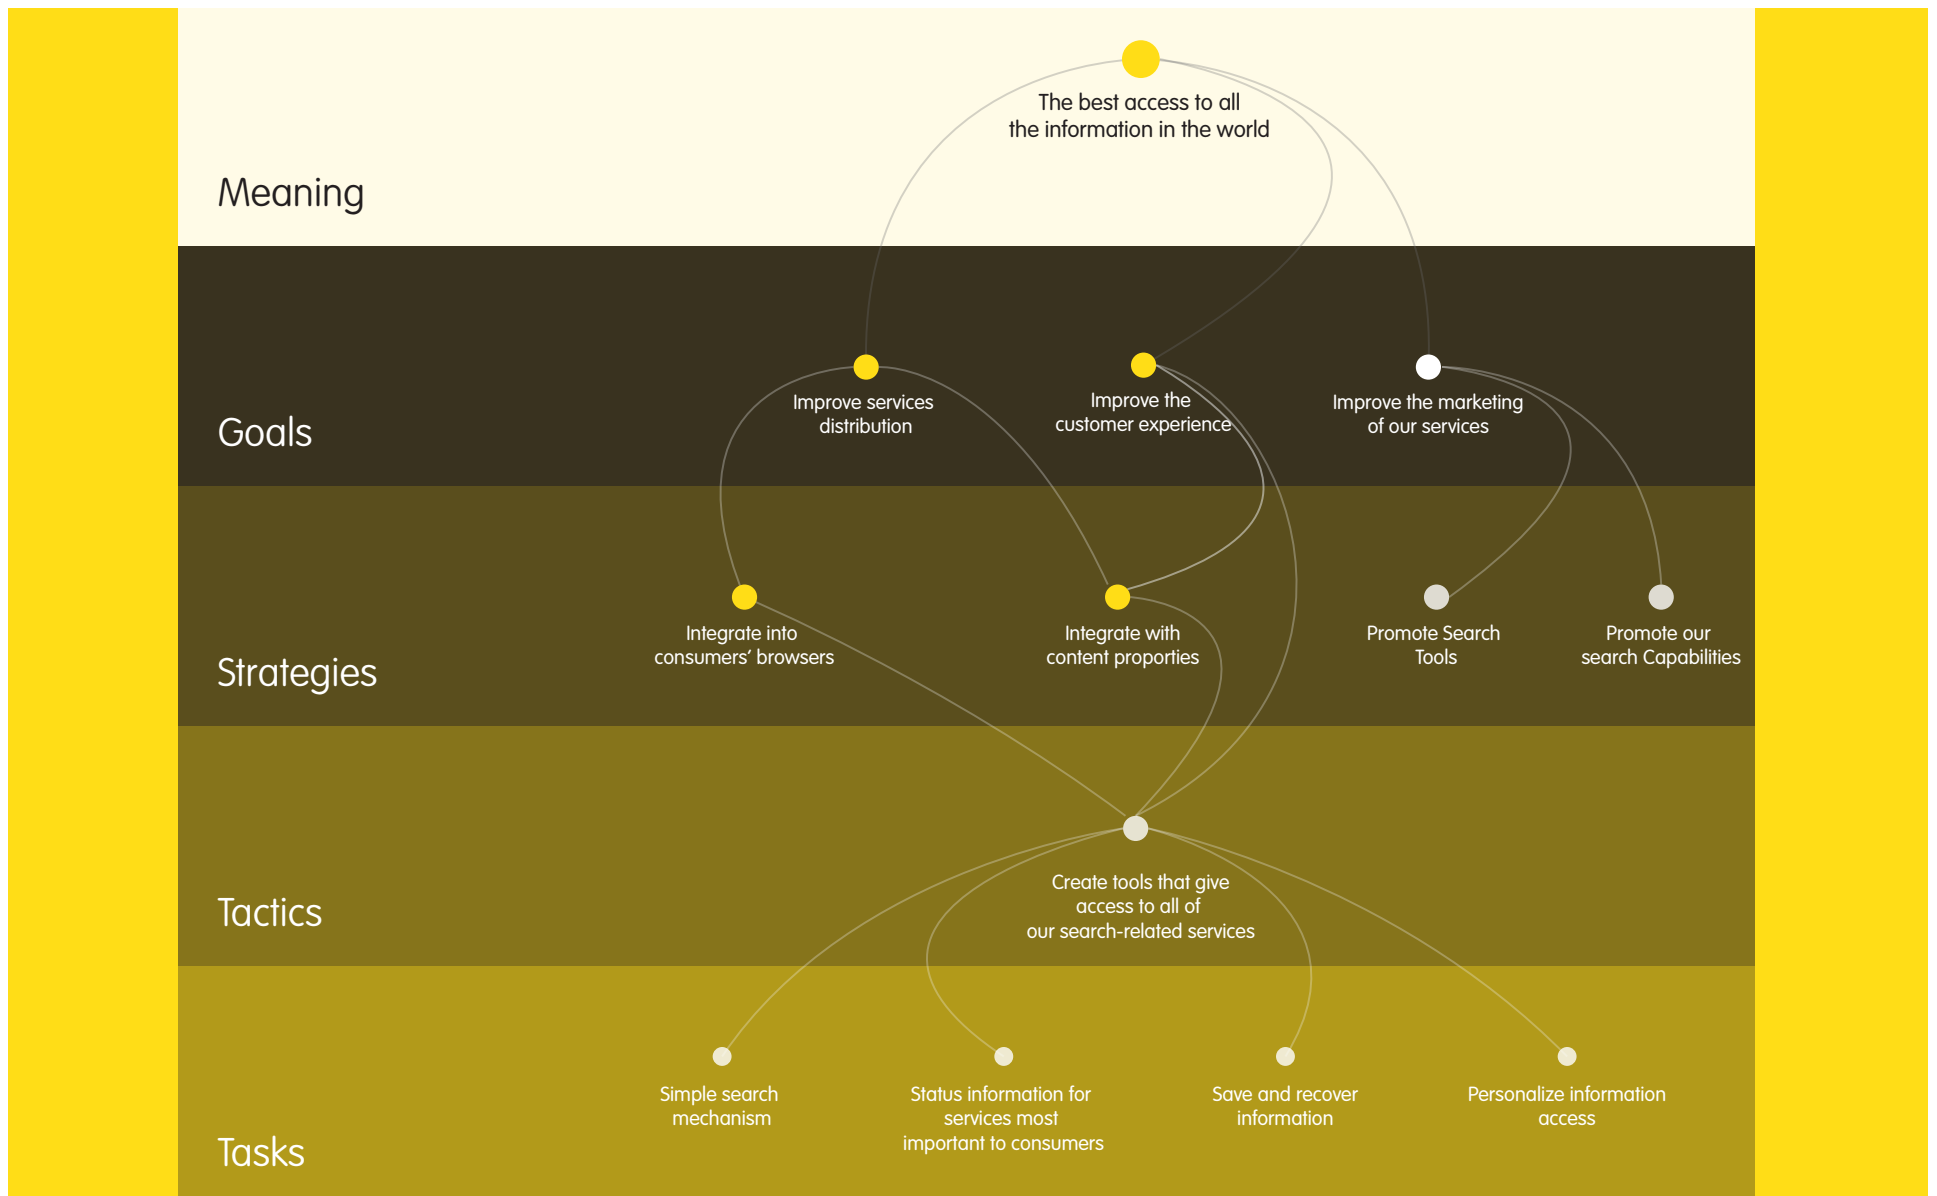 The best access to all
the information in the world
Meaning
Improve services
distribution
Improve the
customer experience
Improve the marketing
of our services
Goals
Integrate into
consumers’ browsers
Integrate with
content proporties
Promote Search
Tools
Promote our
search Capabilities
Strategies
Create tools that give
access to all of
our search-related services
Tactics
Simple search
mechanism
Status information for
services most
important to consumers
Save and recover
information
Personalize information
access
Tasks